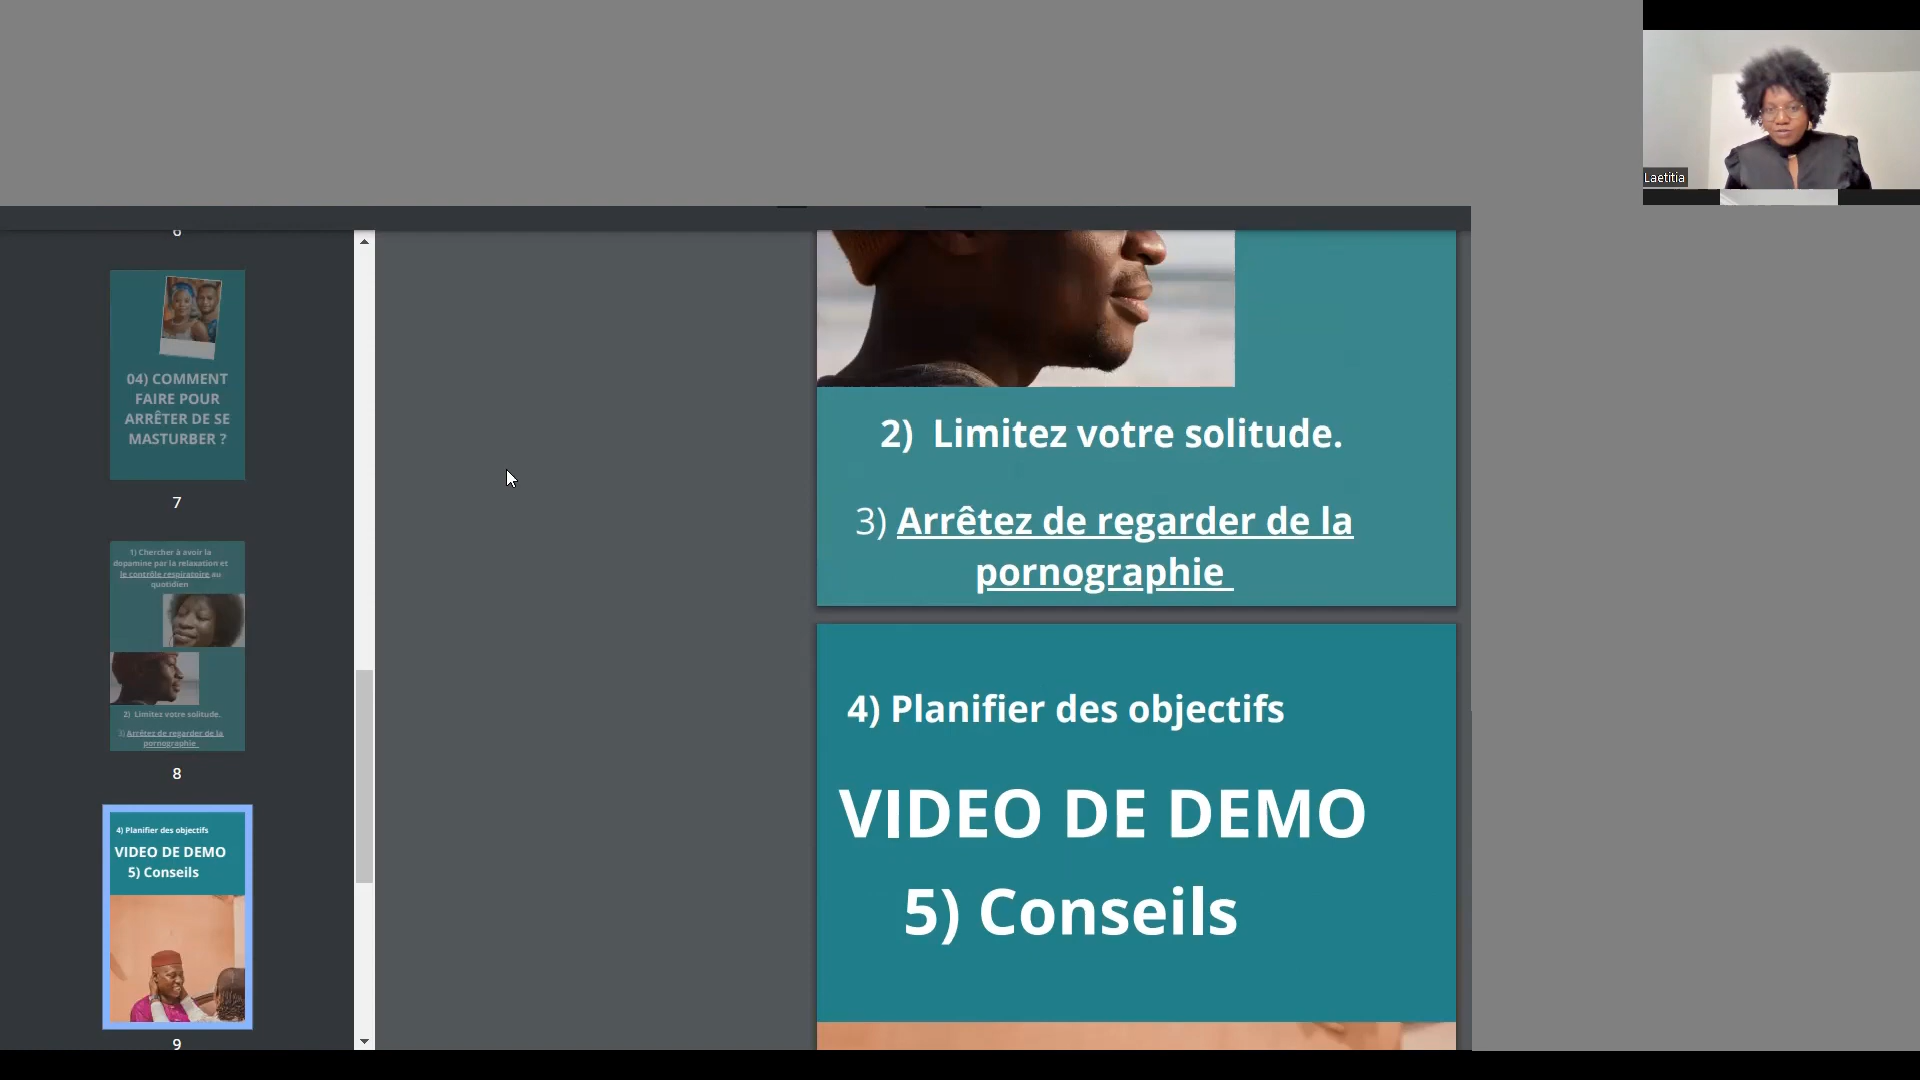 Laetitia
6
04) COMMENT
FAIRE POUR
ARRÊTER DE SE
MASTURBER ?
7
1) Chercher à avoir la
dopamine par la relaxation et
le contrôle respiratoire au
quotidien
2) Limitez votre solitude.
3) Arrêtez de regarder de la
pornographie
8
4) Planifier des objectifs
VIDEO DE DEMO
5) Conseils
9
2) Limitez votre solitude.
3) Arrêtez de regarder de la
pornographie
4) Planifier des objectifs
VIDEO DE DEMO
5) Conseils